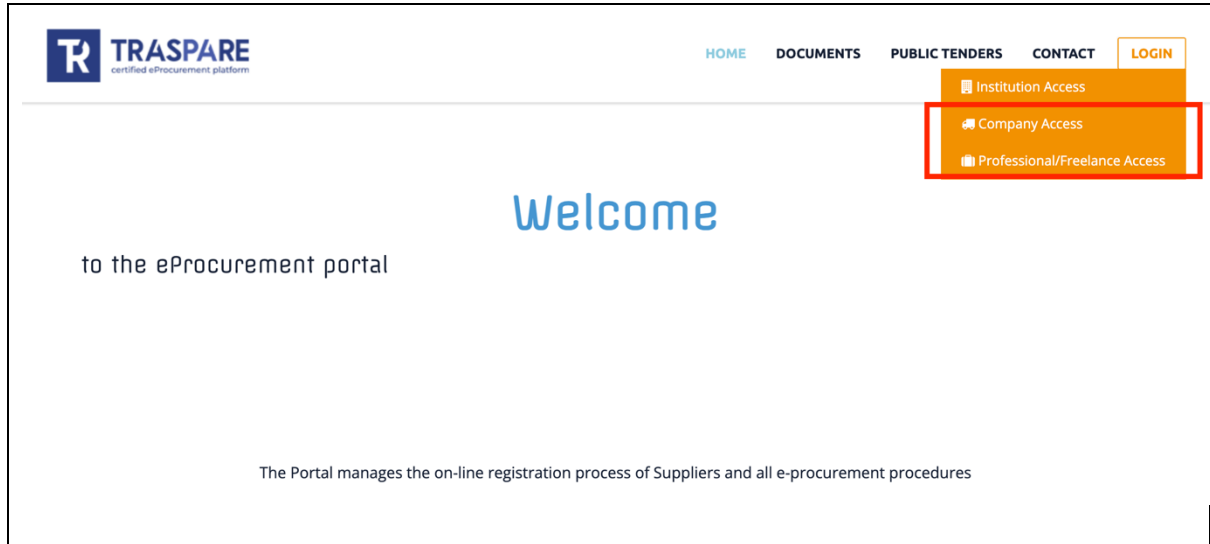 TRASPARE
certified eProcurement platform
HOME DOCUMENTS PUBLIC TENDERS CONTACT LOGIN
Institution Access
Company Access
Professional/Freelance Access
Welcome
to the eProcurement portal
The Portal manages the on-line registration process of Suppliers and all e-procurement procedures